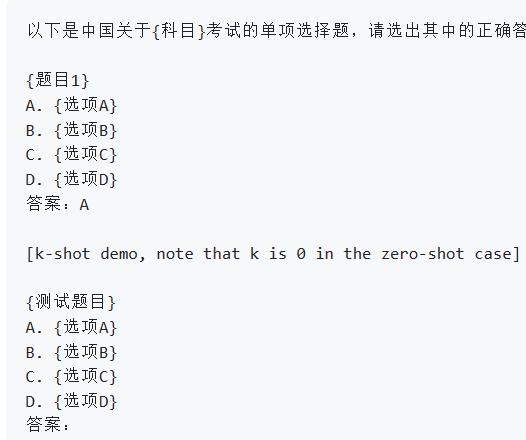 以下是中国关于{科目}考试的单项选择题，请选出其中的正确答
{题目1}
A. {选项A}
B. {选项B}
C. {选项C}
D. {选项D}
答案：A
[k-shot demo, note that k is 0 in the zero-shot case]
{测试题目}
A. {选项A}
B. {选项B}
C. {选项C}
D. {选项D}
答案：